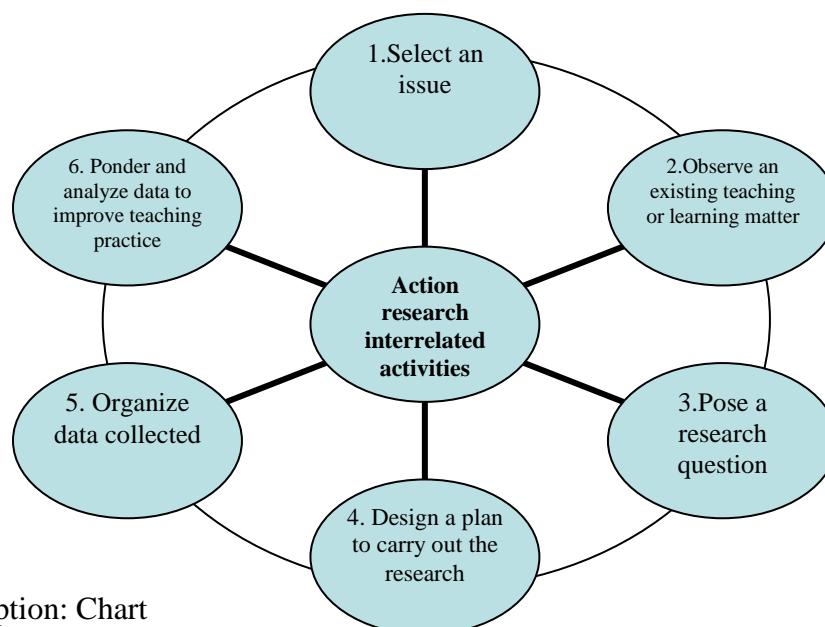 1.Select an
issue
2.Observe an
existing teaching
or learning matter
3.Pose a
research
question
4. Design a plan
to carry out the
research
5. Organize
data collected
6. Ponder and
analyze data to
improve teaching
practice
Action
research
interrelated
activities
ption: Chart